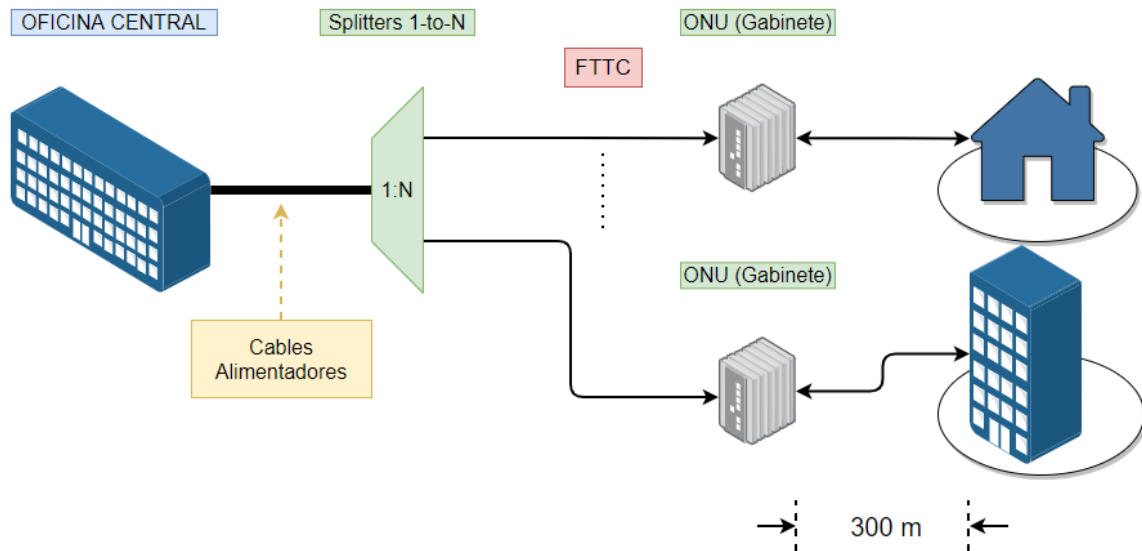 OFICINA CENTRAL
Splitters 1-to-N
ONU (Gabinete)
FTTC
1:N
Cables
Alimentadores
ONU (Gabinete)
300 m